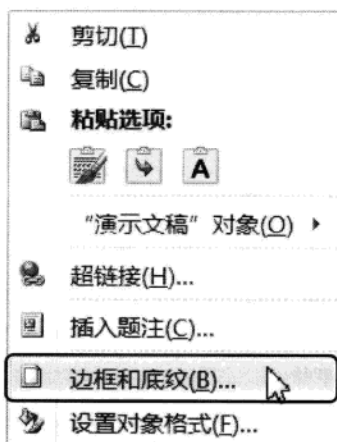 剪切(T)
复制(C)
粘贴选项:
A
“演示文稿” 对象(O)
超链接(H)...
插入题注(C)...
边框和底纹(B)...
设置对象格式(F)...